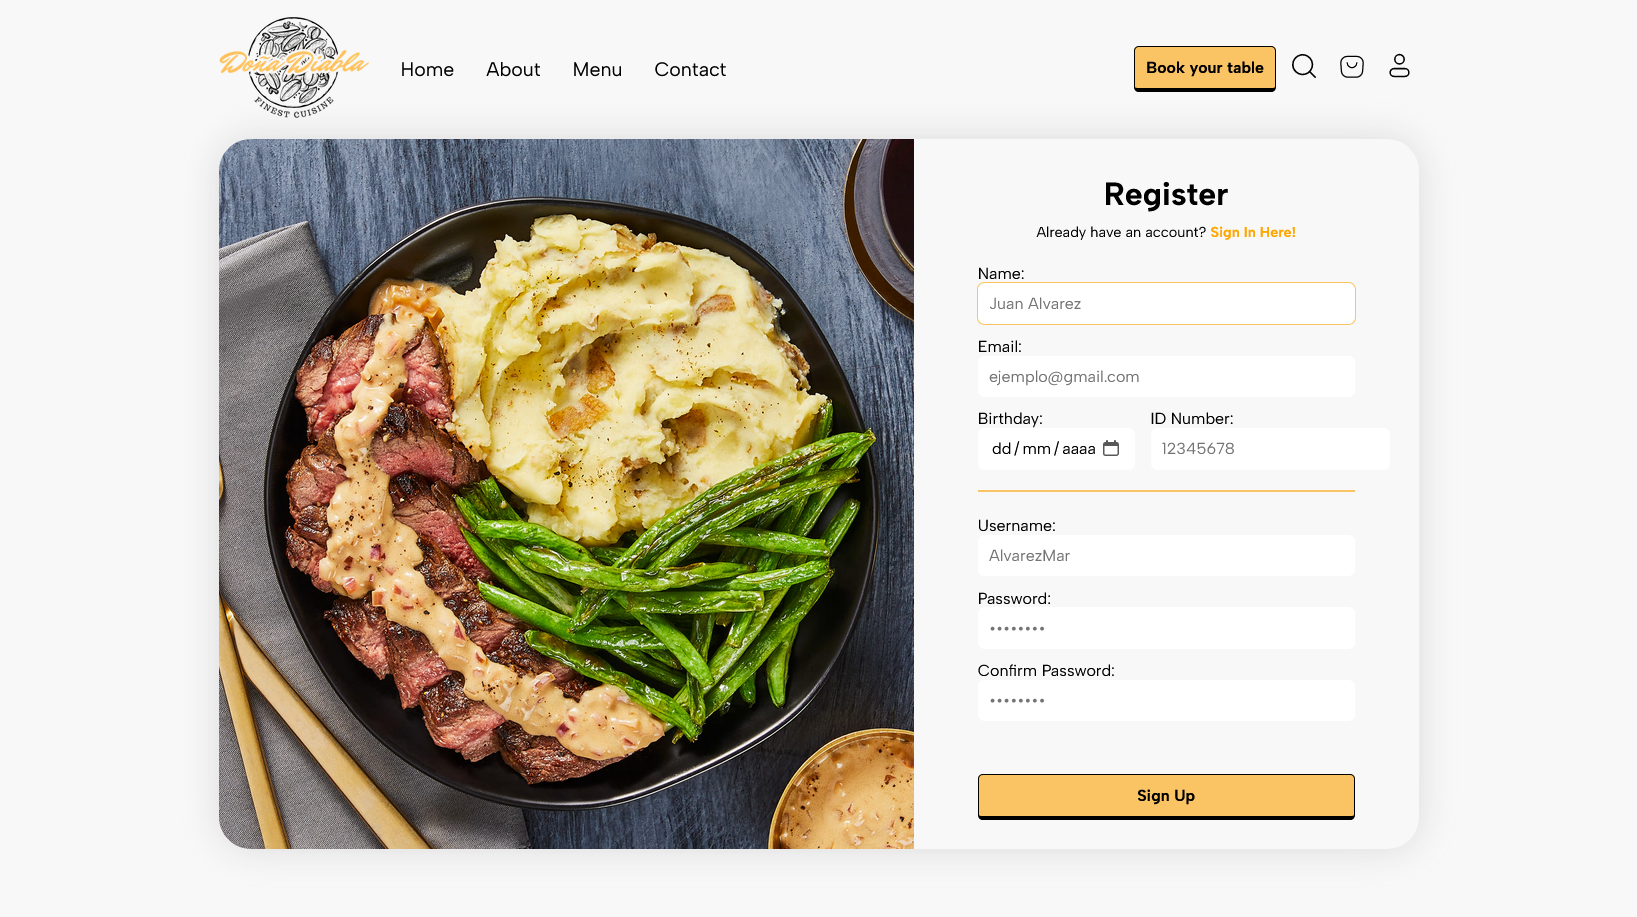 Doña Diabla
FINEST CUISINE
Home About Menu Contact
Book your table
Register
Already have an account? Sign In Here!
Name:
Juan Alvarez
Email:
ejemplo@gmail.com
Birthday: ID Number:
dd/mm/aaaa 12345678
Username:
AlvarezMar
Password:
••••••••
Confirm Password:
••••••••
Sign Up